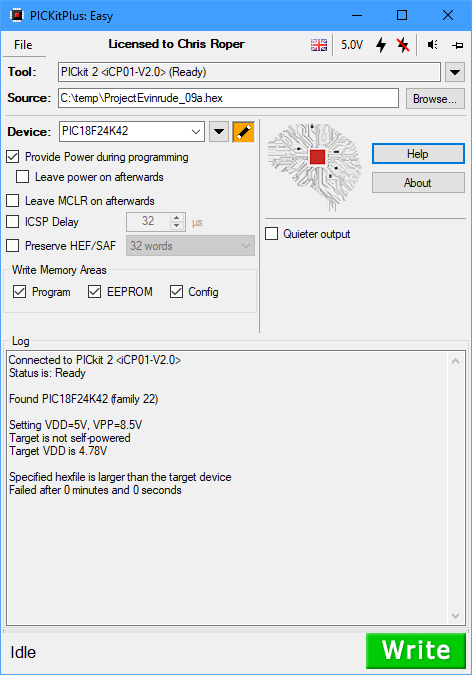 PICKitPlus: Easy
File Licensed to Chris Roper 5.0V
Tool: PICkit 2 <iCP01-V2.0> (Ready)
Source: C:\temp\ProjectEvinrude_09a.hex Browse...
Device: PIC18F24K42
Provide Power during programming
Leave power on afterwards
Leave MCLR on afterwards
ICSP Delay 32 µs
Preserve HEF/SAF 32 words
Help
About
Quieter output
Write Memory Areas
Program EEPROM Config
Log
Connected to PICkit 2 <iCP01-V2.0>
Status is: Ready
Found PIC18F24K42 (family 22)
Setting VDD=5V, VPP=8.5V
Target is not self-powered
Target VDD is 4.78V
Specified hexfile is larger than the target device
Failed after 0 minutes and 0 seconds
Idle Write